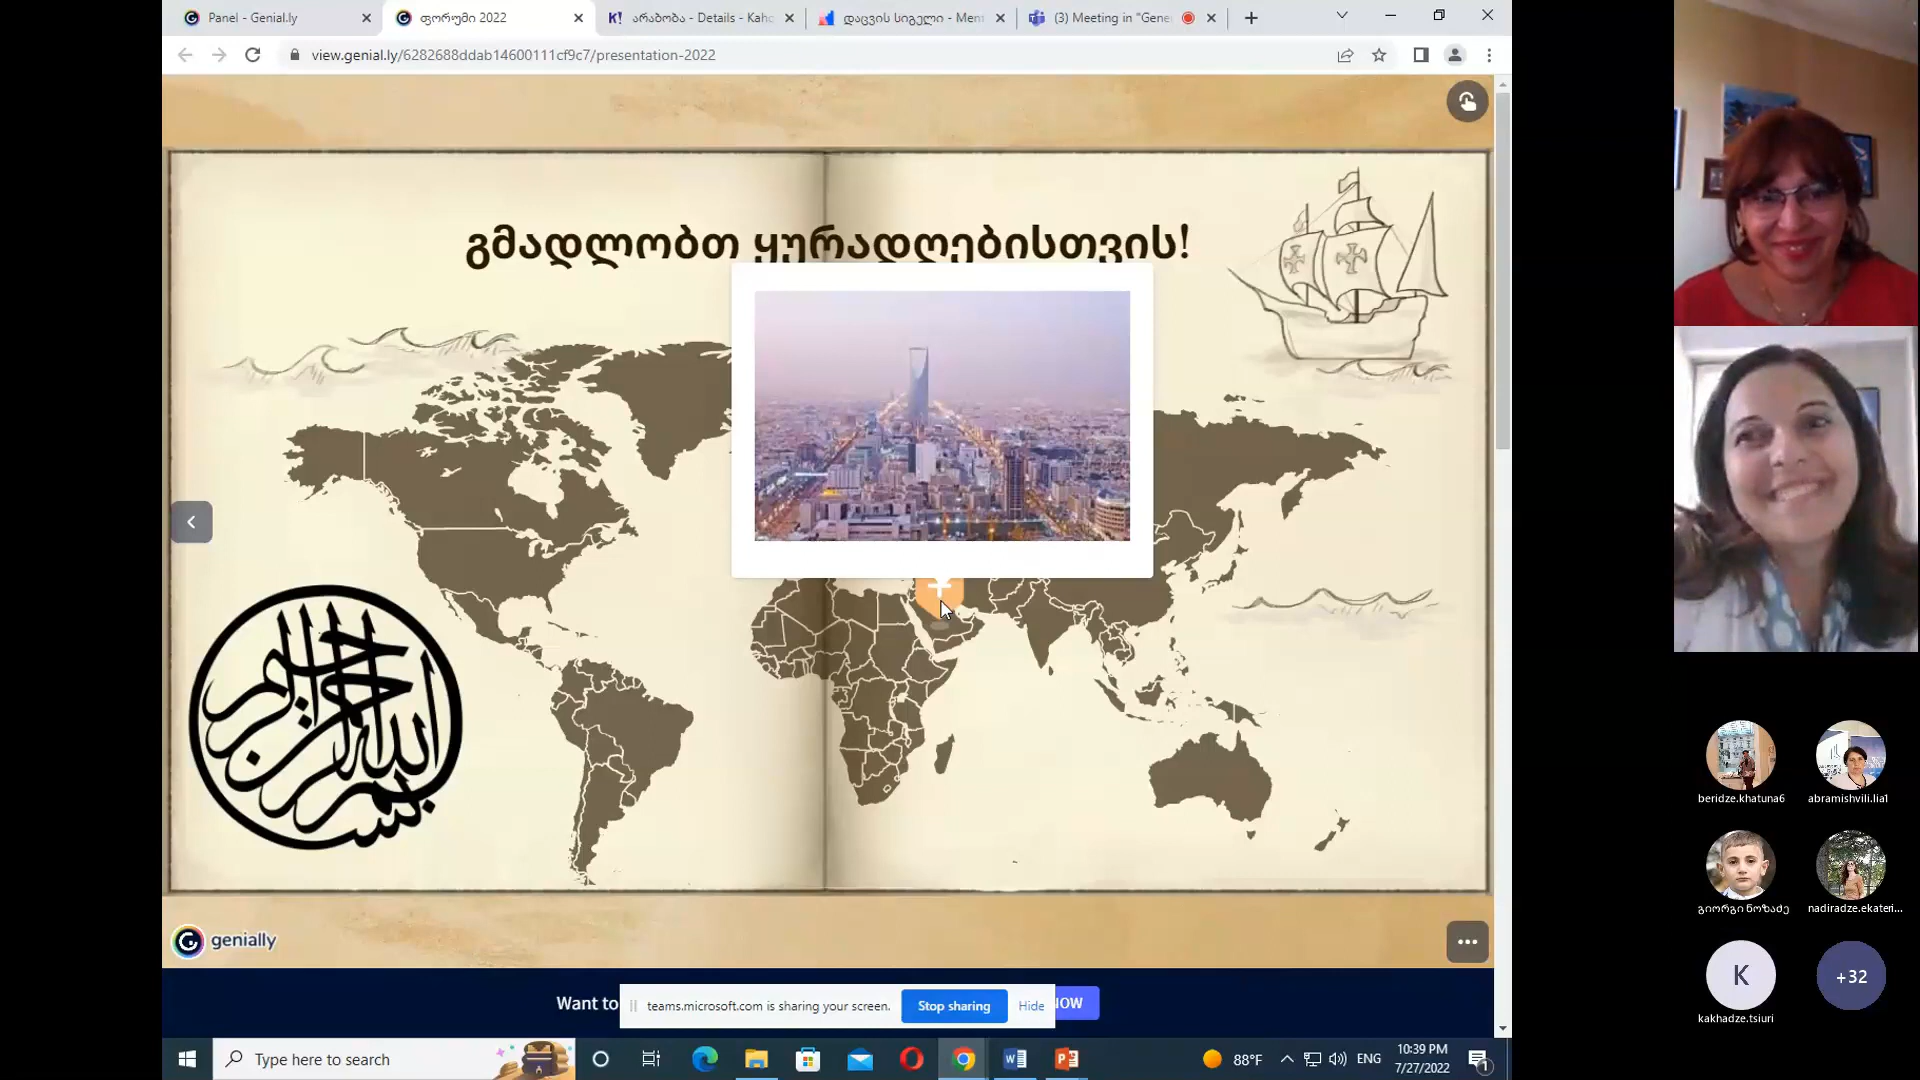 Panel - Genial.ly
ფორუმი 2022
არაბობა - Details - Kaho
დაცვის სიგელი - Ment
(3) Meeting in "Gene
view.genial.ly/6282688ddab14600111cf9c7/presentation-2022
გმადლობთ ყურადღებისთვის!
genially
Want to
NOW
teams.microsoft.com is sharing your screen.
Stop sharing
Hide
Type here to search
88°F
ENG
10:39 PM
7/27/2022
1
beridze.khatuna6
abramishvili.lia1
გიორგი ნოზაძე
nadiradze.ekateri...
K
+32
kakhadze.tsiuri